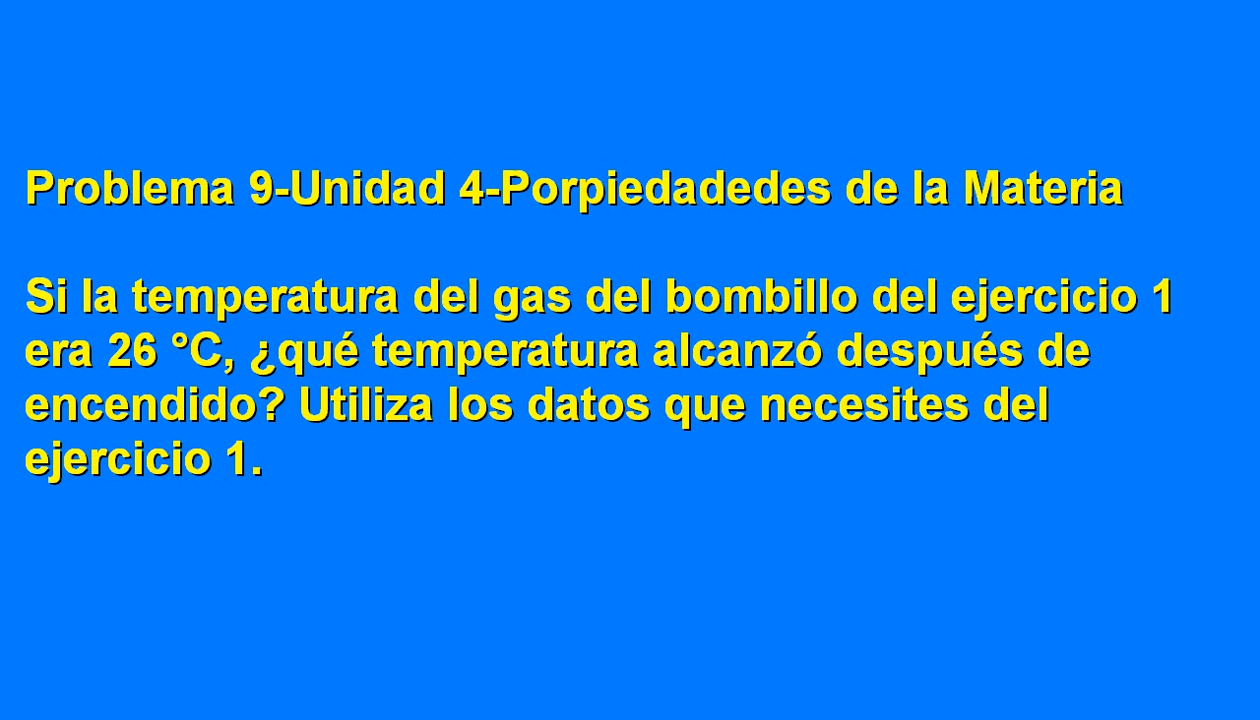 Problema 9-Unidad 4-Porpiedadedes de la Materia
Si la temperatura del gas del bombillo del ejercicio 1
era 26 °C, ¿qué temperatura alcanzó después de
encendido? Utiliza los datos que necesites del
ejercicio 1.